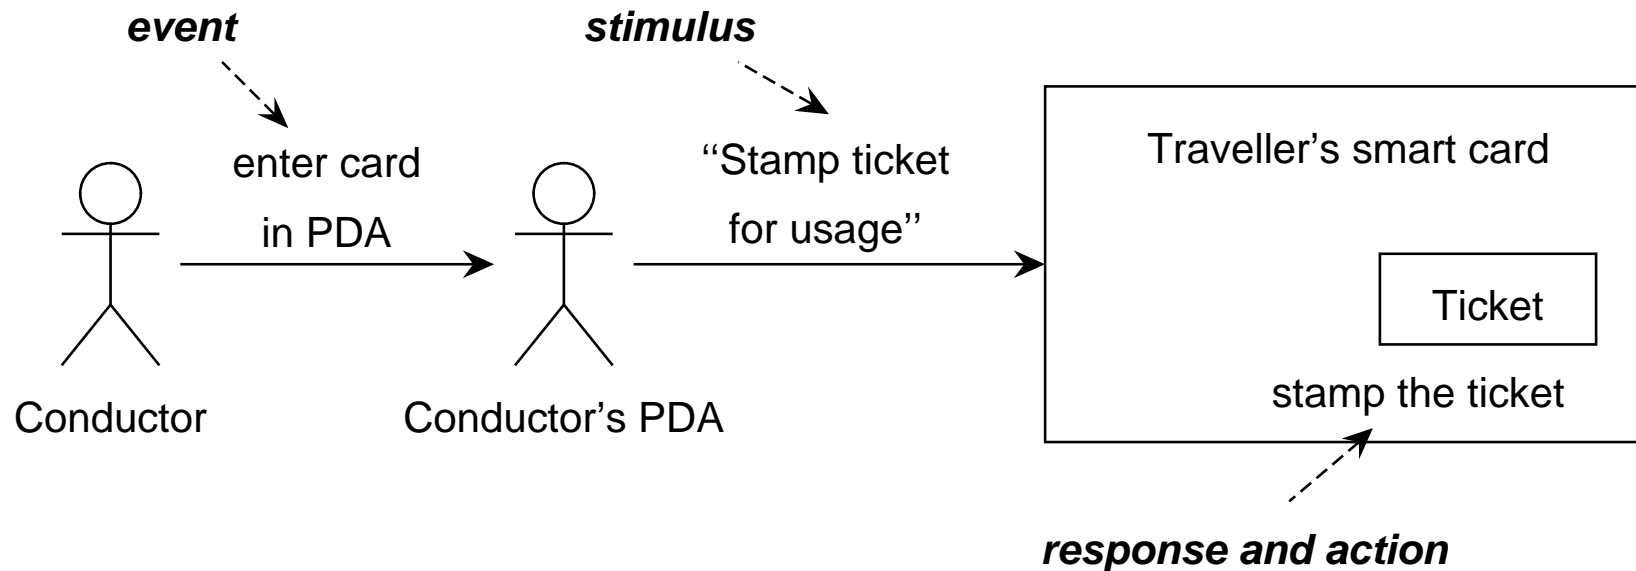 event
stimulus
enter card
in PDA
‘‘Stamp ticket
for usage’’
Traveller’s smart card
Ticket
stamp the ticket
Conductor
Conductor’s PDA
response and action